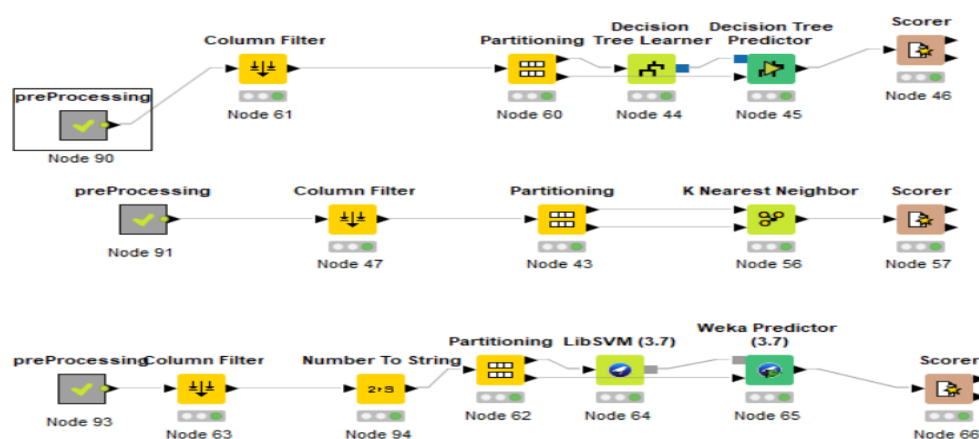 Column Filter
Partitioning
Decision Tree Learner
Decision Tree Predictor
Scorer
preProcessing
Node 90
Node 61
Node 60
Node 44
Node 45
Node 46
preProcessing
Column Filter
Partitioning
K Nearest Neighbor
Scorer
Node 91
Node 47
Node 43
Node 56
Node 57
preProcessing
Column Filter
Number To String
Partitioning
LibSVM (3.7)
Weka Predictor
(3.7)
Scorer
2,S
Node 93
Node 63
Node 94
Node 62
Node 64
Node 65
Node 66